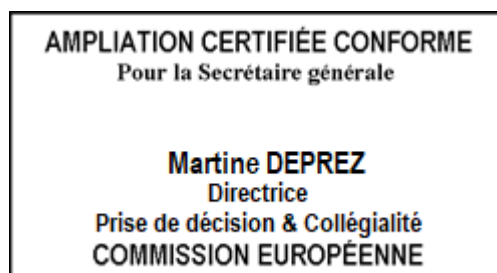 AMPLIATION CERTIFIÉE CONFORME
Pour la Secrétaire générale
Martine DEPREZ
Directrice
Prise de décision & Collégialité
COMMISSION EUROPÉENNE